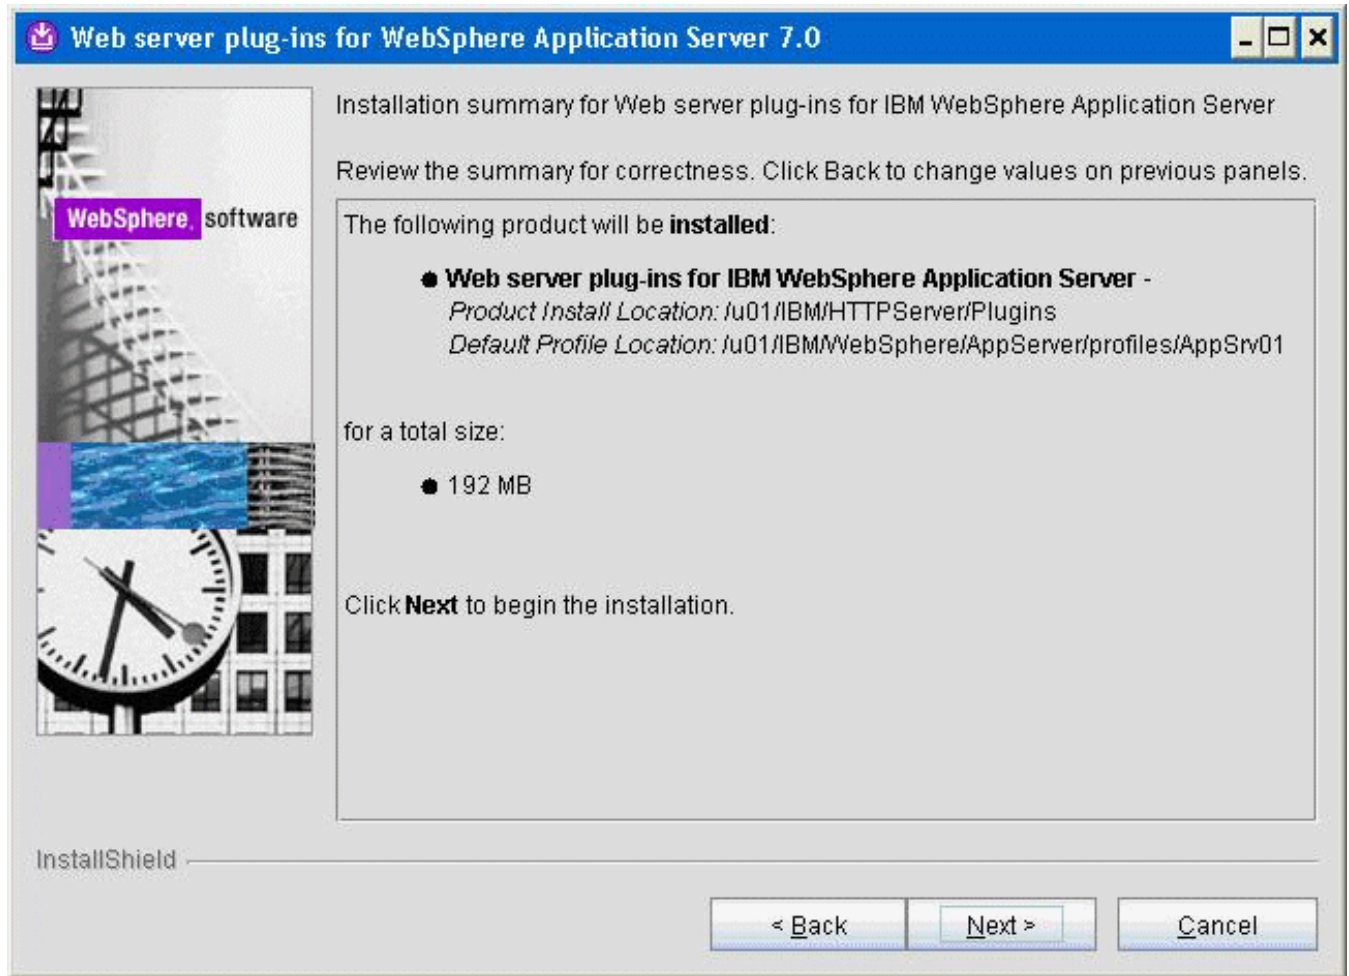 Web server plug-ins for WebSphere Application Server 7.0
Installation summary for Web server plug-ins for IBM WebSphere Application Server
Review the summary for correctness. Click Back to change values on previous panels.
WebSphere. software
The following product will be installed:
● Web server plug-ins for IBM WebSphere Application Server -
Product Install Location: /u01/IBM/HTTPServer/Plugins
Default Profile Location: /u01/IBM/WebSphere/AppServer/profiles/AppSrv01
for a total size:
● 192 MB
Click Next to begin the installation.
InstallShield
< Back
Next >
Cancel